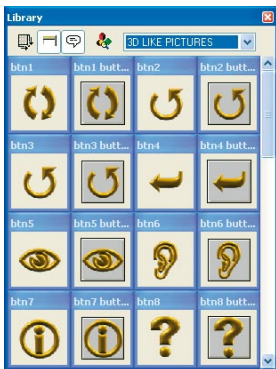 Library
3D LIKE PICTURES
btn1 btn1 butt... btn2 btn2 butt...
btn3 btn3 butt... btn4 btn4 butt...
btn5 btn5 butt... btn6 btn6 butt...
btn7 btn7 butt... btn8 btn8 butt...